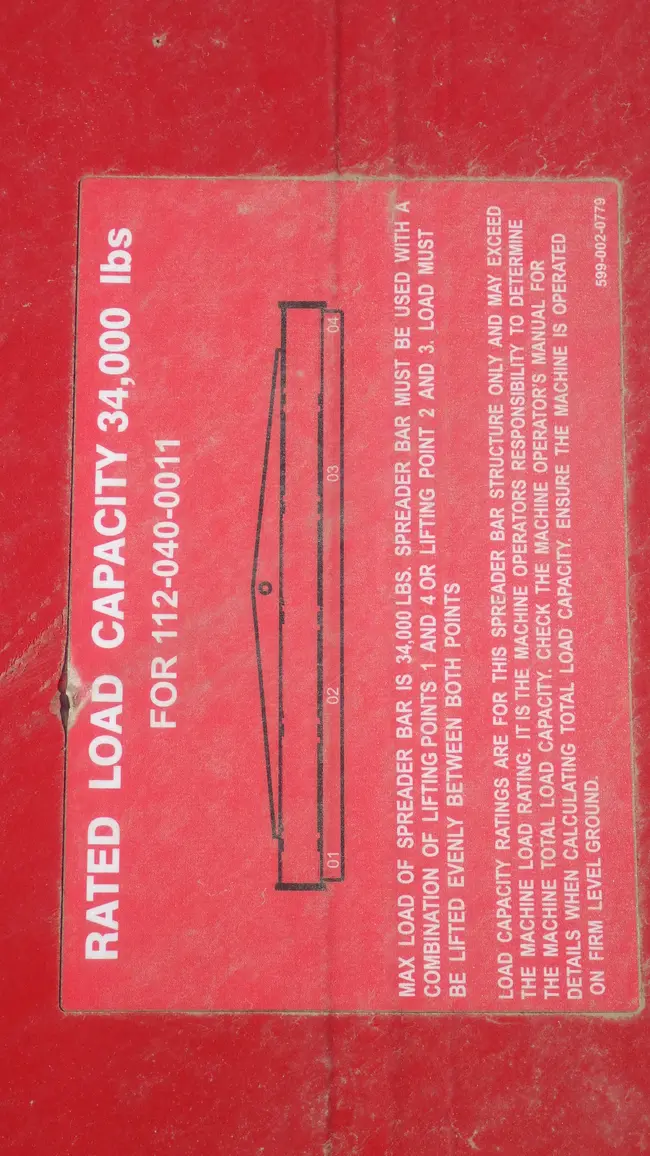 RATED LOAD CAPACITY 34,000 lbs
FOR 112-040-0011
01 02 03 04
MAX LOAD OF SPREADER BAR IS 34,000 LBS. SPREADER BAR MUST BE USED WITH A
COMBINATION OF LIFTING POINTS 1 AND 4 OR LIFTING POINT 2 AND 3. LOAD MUST
BE LIFTED EVENLY BETWEEN BOTH POINTS
LOAD CAPACITY RATINGS ARE FOR THIS SPREADER BAR STRUCTURE ONLY AND MAY EXCEED
THE MACHINE LOAD RATING. IT IS THE MACHINE OPERATORS RESPONSIBILITY TO DETERMINE
THE MACHINE TOTAL LOAD CAPACITY. CHECK THE MACHINE OPERATOR'S MANUAL FOR
DETAILS WHEN CALCULATING TOTAL LOAD CAPACITY. ENSURE THE MACHINE IS OPERATED
ON FIRM LEVEL GROUND.
599-002-0779